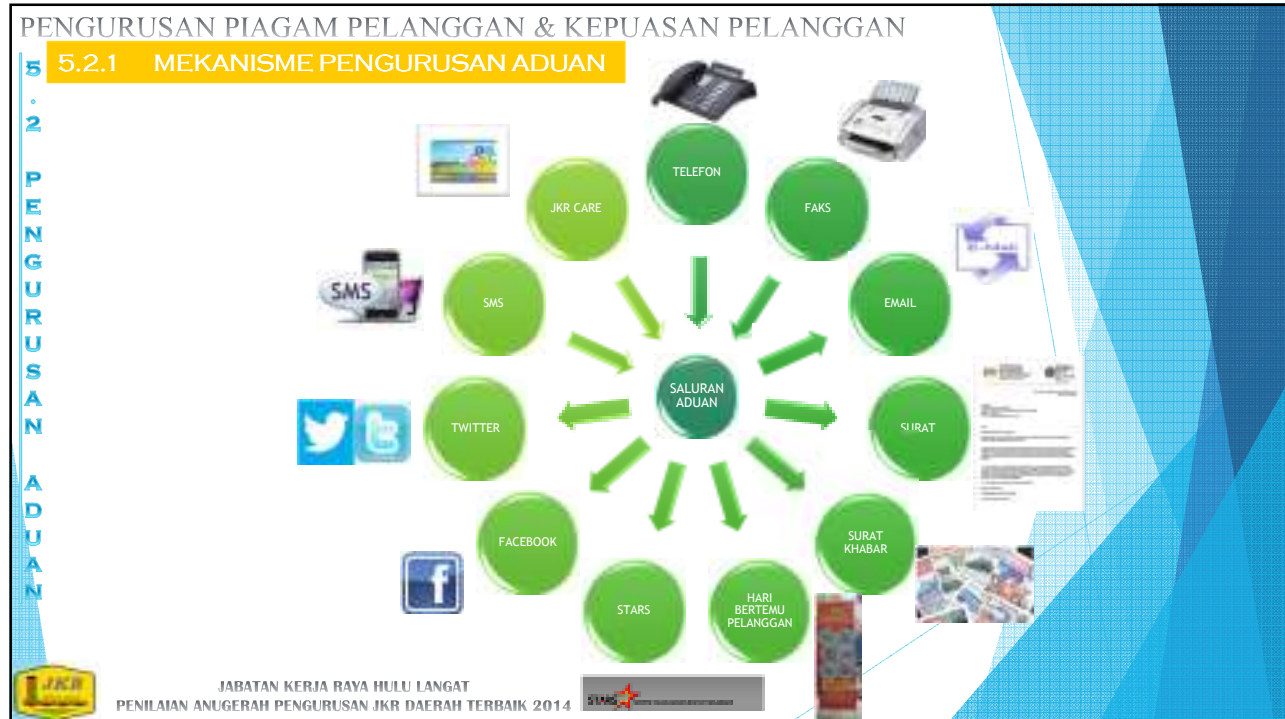 PENGURUSAN PIAGAM PELANGGAN & KEPUASAN PELANGGAN
5.2.1 MEKANISME PENGURUSAN ADUAN
5.2 PENGURUSAN ADUAN
TELEFON
FAKS
EMAIL
SURAT
SURAT
KHABAR
HARI
BERTEMU
PELANGGAN
STARS
FACEBOOK
TWITTER
SMS
JKR CARE
SALURAN
ADUAN
SMS
JKR
STARS
JABATAN KERJA RAYA HULU LANGAT
PENILAIAN ANUGERAH PENGURUSAN JKR DAERAH TERBAIK 2014